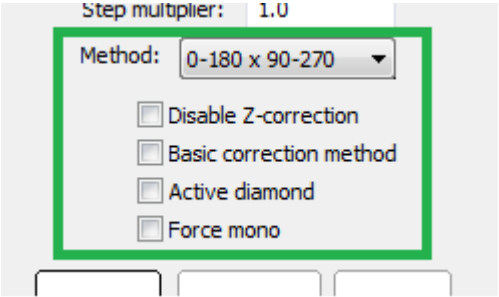 Step multiplier: 1.0
Method: 0-180 x 90-270
Disable Z-correction
Basic correction method
Active diamond
Force mono